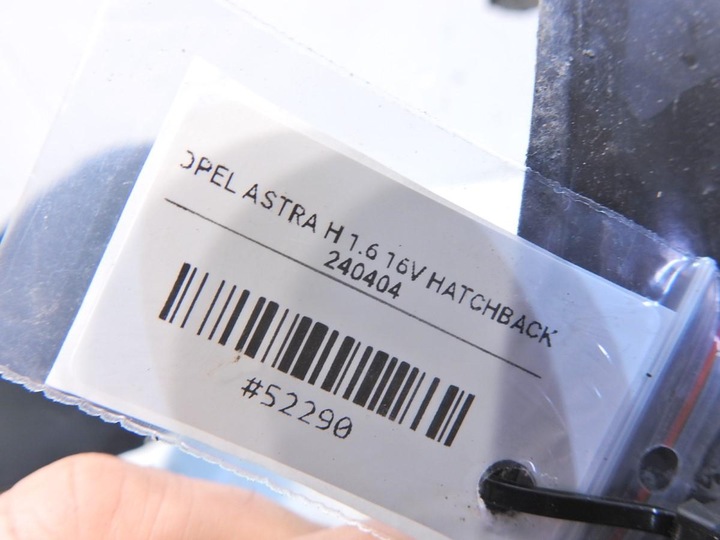 OPEL ASTRA H 1.6 16V HATCHBACK
240404
#52290